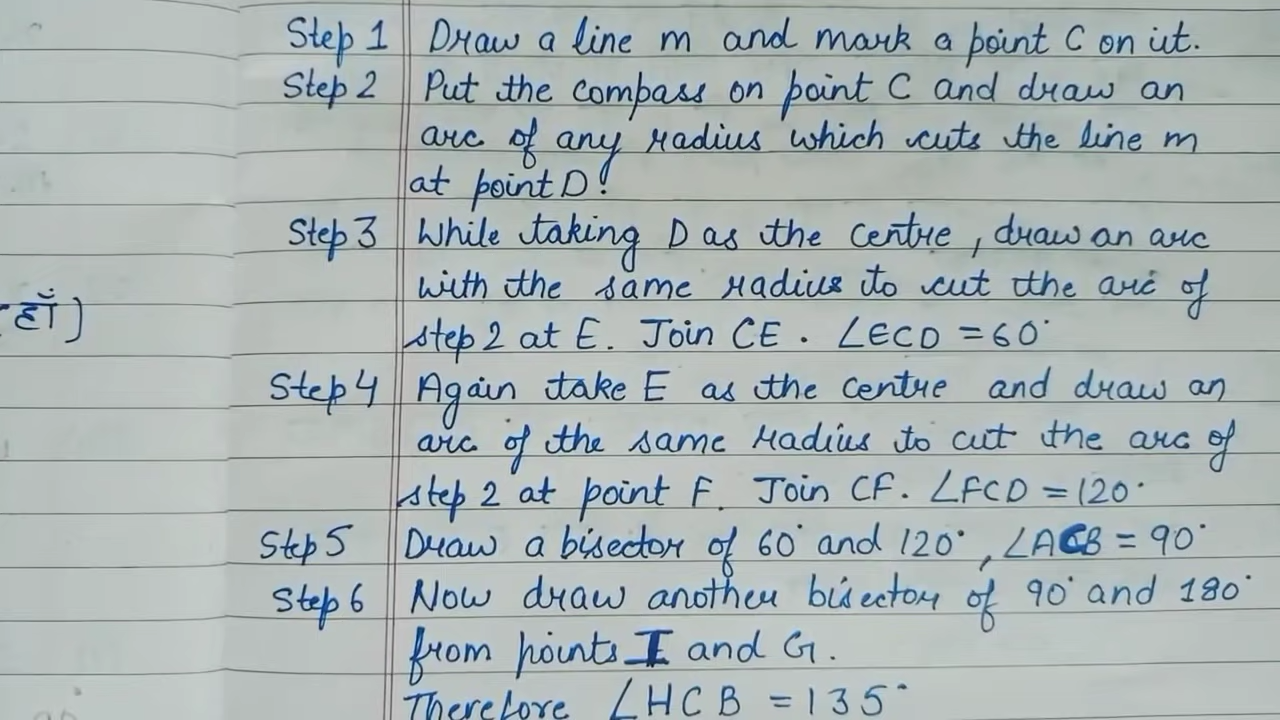 Step 1 Draw a line m and mark a point C on it.
Step 2 Put the compass on point C and draw an
arc of any radius which cuts the line m
at point D.
Step 3 While taking D as the centre, draw an arc
with the same radius to cut the arc of
हाँ)
step 2 at E. Join CE. ∠ECD = 60°
Step 4 Again take E as the centre and draw an
arc of the same radius to cut the arc of
step 2 at point F. Join CF. ∠FCD = 120°
Step 5 Draw a bisector of 60° and 120°, ∠ACB = 90°
Step 6 Now draw another bisector of 90° and 180°
from points I and G.
Therefore ∠HCB = 135°